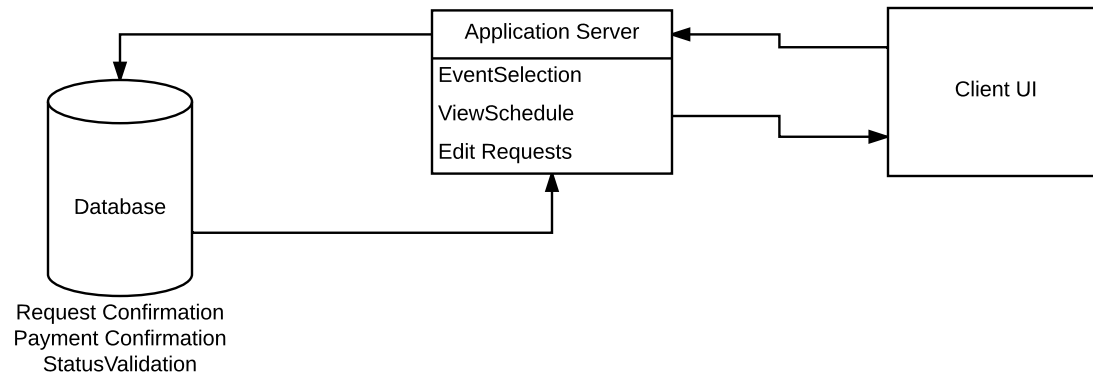 Application Server
EventSelection
ViewSchedule
Edit Requests
Client UI
Database
Request Confirmation
Payment Confirmation
StatusValidation